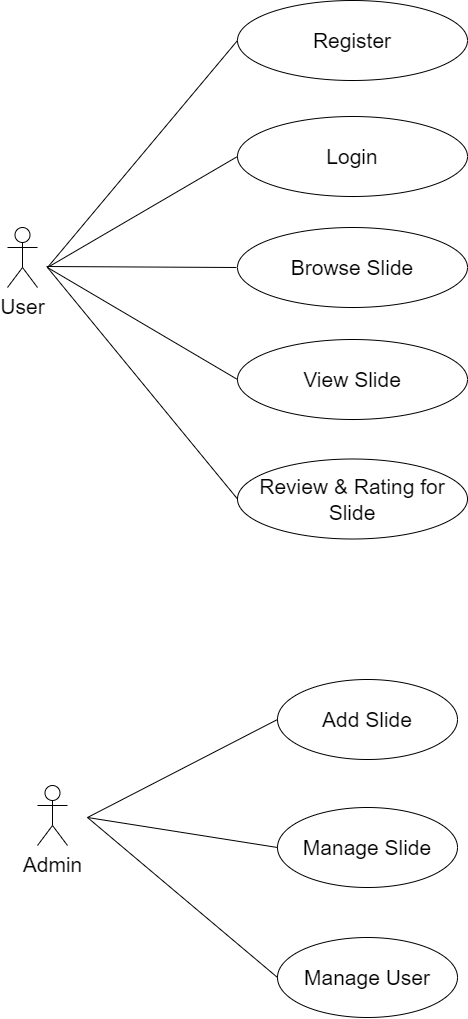 Register
Login
User
Browse Slide
View Slide
Review & Rating for
Slide
Add Slide
Admin
Manage Slide
Manage User